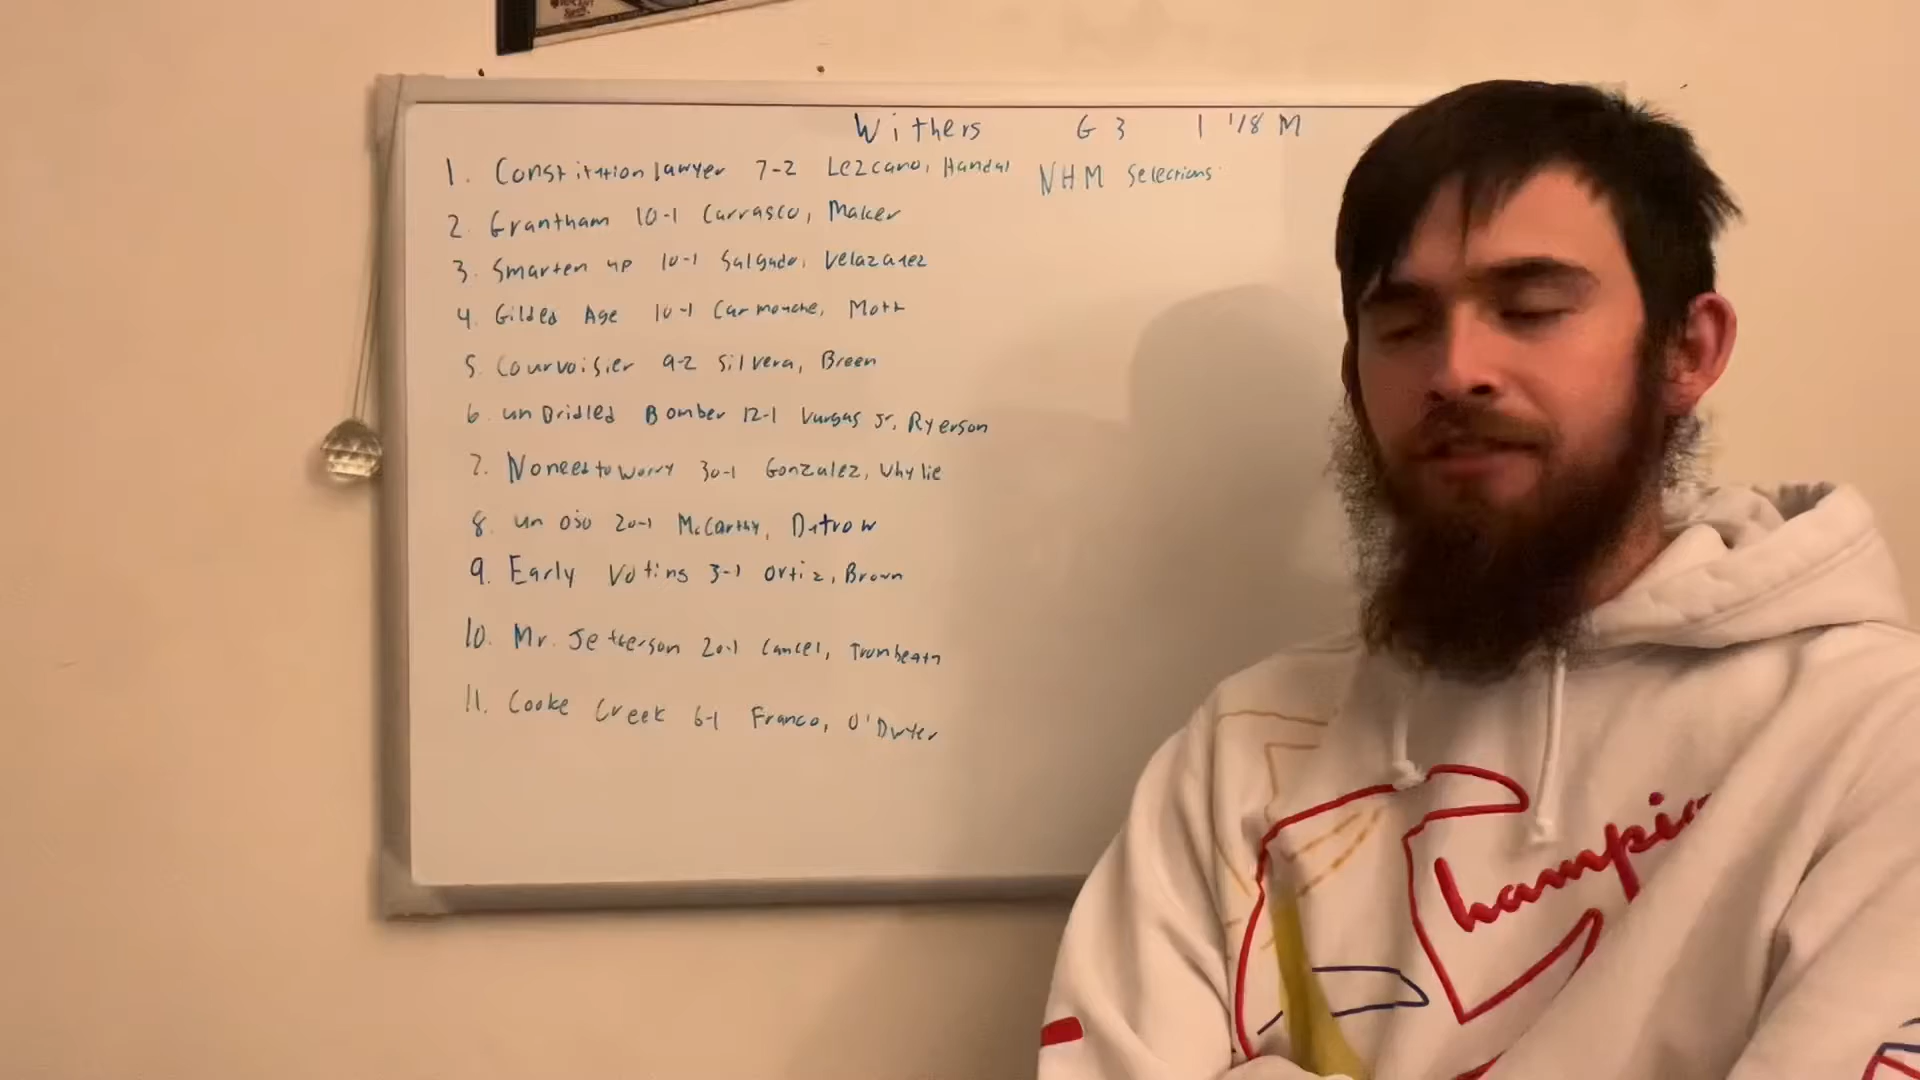 Withers G3 1 1/8 M
1. Constitution lawyer 7-2 Lezcano, Handal
NHM Selections:
2. Grantham 10-1 Carrasco, Maker
3. Smarten up 10-1 Salgado, Velazquez
4. Gilded Age 10-1 Carmouche, Mott
5. Courvoisier 9-2 Silvera, Breen
6. un Bridled Bomber 12-1 Vargas Jr, Ryerson
7. Noneedtoworry 30-1 Gonzalez, Whylie
8. un ojo 20-1 McCarthy, Detrow
9. Early Voting 3-1 Ortiz, Brown
10. Mr. Jefferson 20-1 Cancel, Trombetta
11. Cooke Creek 6-1 Franco, O'Dwyer
hampio